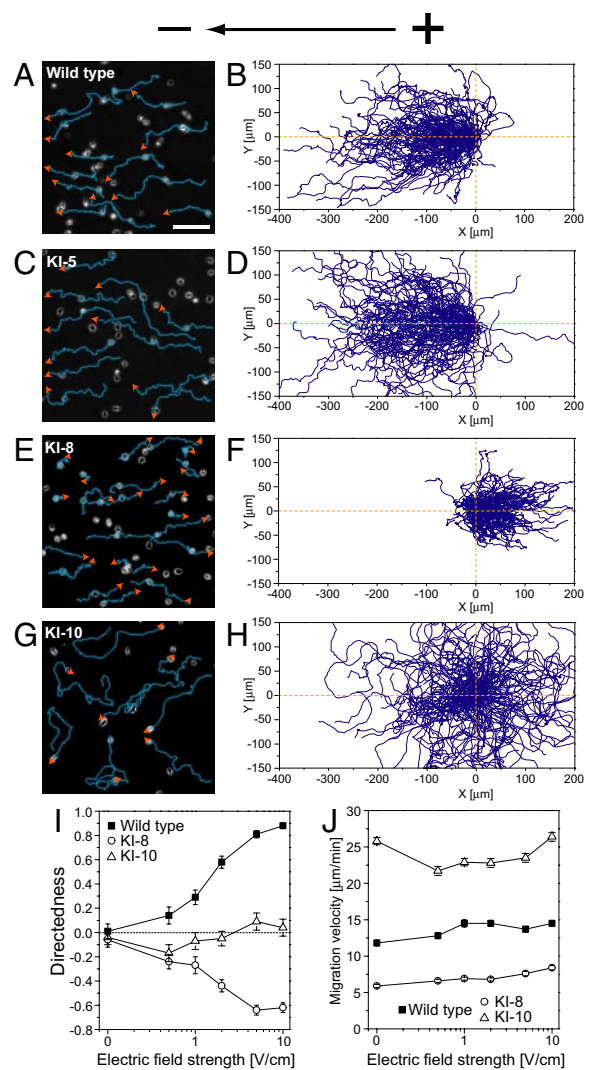 − +
A Wild type
B
150
100
50
0
-50
-100
-150
Y [μm]
-400 -300 -200 -100 0 100 200
X [μm]
C KI-5
D
150
100
50
0
-50
-100
-150
Y [μm]
-400 -300 -200 -100 0 100 200
X [μm]
E KI-8
F
150
100
50
0
-50
-100
-150
Y [μm]
-400 -300 -200 -100 0 100 200
X [μm]
G KI-10
H
150
100
50
0
-50
-100
-150
Y [μm]
-400 -300 -200 -100 0 100 200
X [μm]
I
Wild type
KI-8
KI-10
1.0
0.8
0.6
0.4
0.2
0.0
-0.2
-0.4
-0.6
-0.8
Directedness
0 1 10
Electric field strength [V/cm]
J
30
25
20
15
10
5
0
Migration velocity [μm/min]
Wild type
KI-8
KI-10
0 1 10
Electric field strength [V/cm]